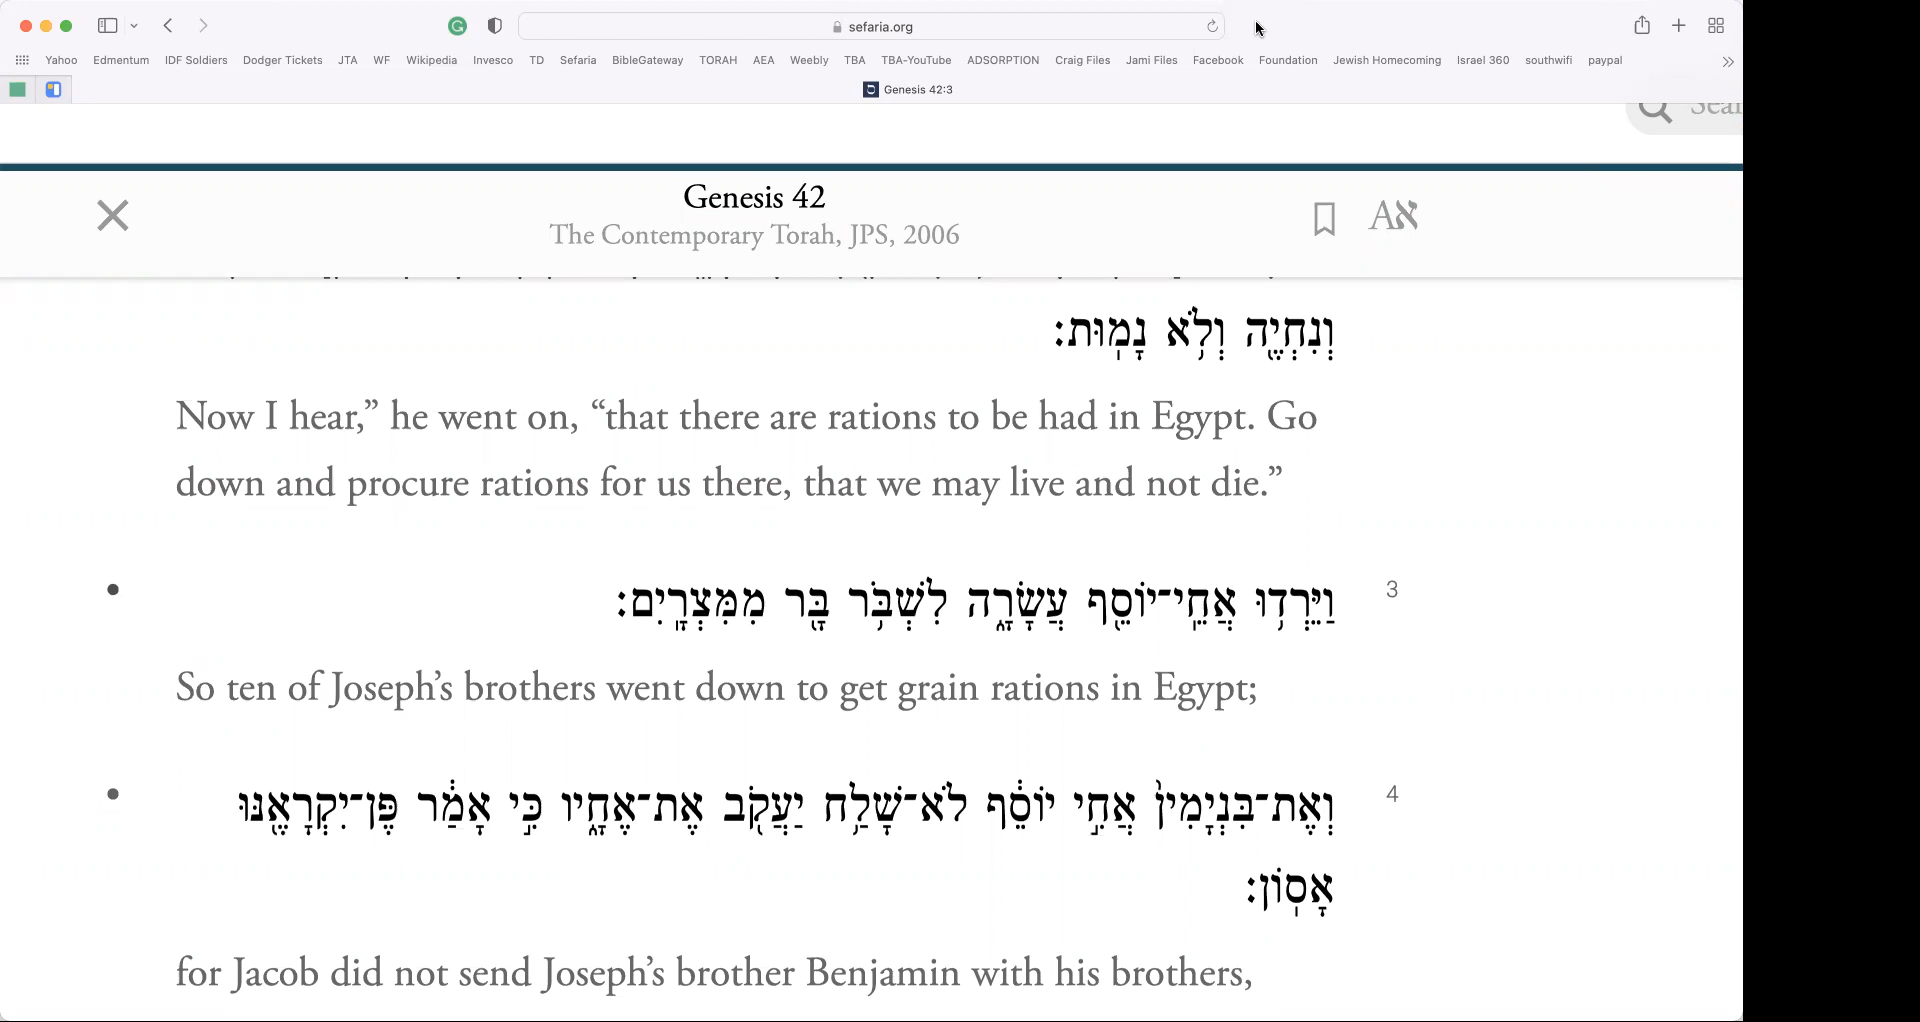 sefaria.org
Yahoo Edmentum IDF Soldiers Dodger Tickets JTA WF Wikipedia Invesco TD Sefaria BibleGateway TORAH AEA Weebly TBA TBA-YouTube ADSORPTION Craig Files Jami Files Facebook Foundation Jewish Homecoming Israel 360 southwifi paypal
Genesis 42:3
Genesis 42
The Contemporary Torah, JPS, 2006
Aא
וְנִחְיֶ֖ה וְלֹ֥א נָמֽוּת׃
Now I hear,” he went on, “that there are rations to be had in Egypt. Go
down and procure rations for us there, that we may live and not die.”
3
וַיֵּרְד֥וּ אֲחֵֽי־יוֹסֵ֖ף עֲשָׂרָ֑ה לִשְׁבֹּ֥ר בָּ֖ר מִמִּצְרָֽיִם׃
So ten of Joseph’s brothers went down to get grain rations in Egypt;
4
וְאֶת־בִּנְיָמִין֙ אֲחִ֣י יוֹסֵ֔ף לֹא־שָׁלַ֥ח יַעֲקֹ֖ב אֶת־אֶחָ֑יו כִּ֣י אָמַ֔ר פֶּן־יִקְרָאֶ֖נּוּ
אָסֽוֹן׃
for Jacob did not send Joseph’s brother Benjamin with his brothers,